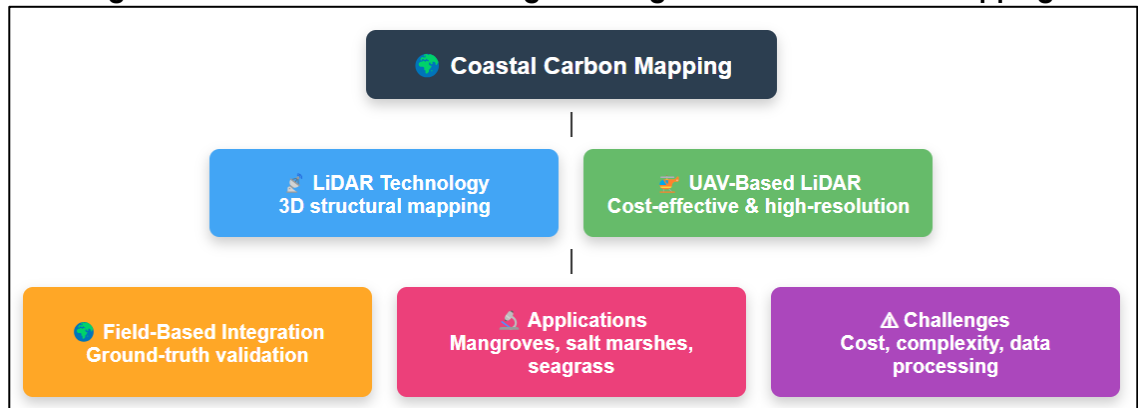 🌍 Coastal Carbon Mapping
LiDAR Technology
3D structural mapping
UAV-Based LiDAR
Cost-effective & high-resolution
Field-Based Integration
Ground-truth validation
Applications
Mangroves, salt marshes,
seagrass
Challenges
Cost, complexity, data
processing